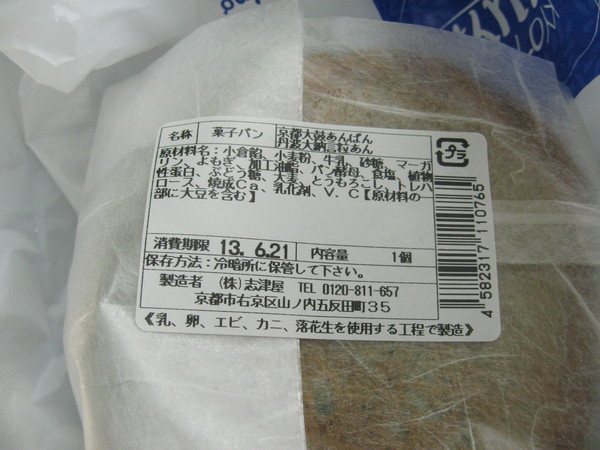 名称 菓子パン 京都太鼓あんぱん
丹波大納言粒あん
原材料名：小倉餡、小麦粉、牛乳、砂糖、マーガ
リン、よもぎ、加工油脂、パン酵母、食塩、植物
性蛋白、ぶどう糖、大麦、とうもろこし、トレハ
ロース、焼成Ca、乳化剤、V.C【原材料の一
部に大豆を含む】
消費期限 13. 6.21 内容量 1個
保存方法：冷暗所に保管して下さい。
製造者 （株）志津屋 TEL 0120-811-657
京都市右京区山ノ内五反田町35
《乳、卵、エビ、カニ、落花生を使用する工程で製造》
プラ
4 582317 110765